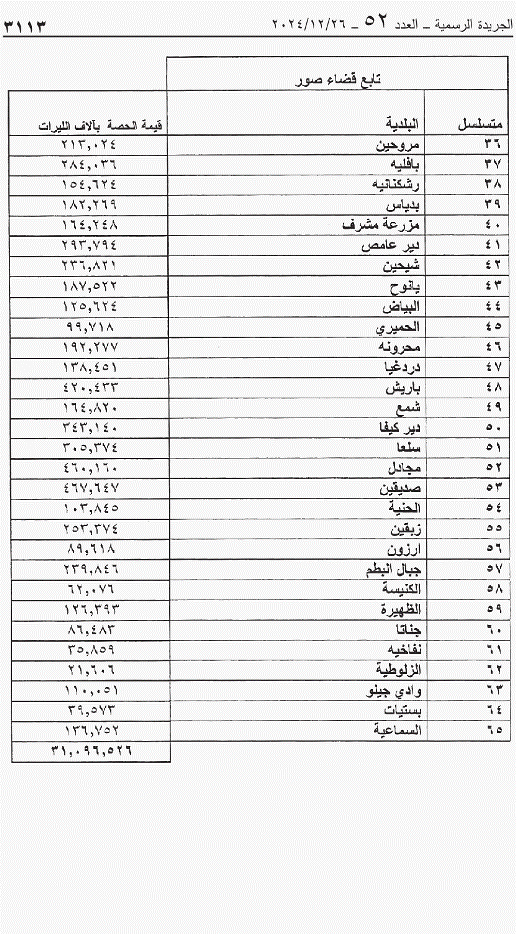 الجريدة الرسمية ـ العدد ٥٢ ـ ٢٠٢٤/١٢/٢٦ ٣١١٣
تابع قضاء صور
متسلسل البلدية قيمة الحصة بآلاف الليرات
٣٦ مروحين ٢١٣,٠٢٤
٣٧ بافليه ٢٨٤,٠٣٦
٣٨ رشكنانيه ١٥٤,٦٢٤
٣٩ بدياس ١٨٢,٢٦٩
٤٠ مزرعة مشرف ١٦٤,٢٤٨
٤١ دير عامص ٢٩٣,٧٩٤
٤٢ شيحين ٢٣٦,٨٢١
٤٣ يانوح ١٨٧,٥٢٢
٤٤ البياض ١٢٥,٦٢٤
٤٥ الحميري ٩٩,٧١٨
٤٦ محرونه ١٩٢,٢٧٧
٤٧ دردغيا ١٣٨,٤٥١
٤٨ باريش ٤٢٠,٤٣٣
٤٩ شمع ١٦٤,٨٢٠
٥٠ دير كيفا ٣٤٣,١٤٠
٥١ سلعا ٣٠٥,٣٧٤
٥٢ مجادل ٤٦٠,١٦٠
٥٣ صديقين ٤٦٧,٦٤٧
٥٤ الحنية ١٠٣,٨٤٥
٥٥ زبقين ٢٥٣,٣٧٤
٥٦ ارزون ٨٩,٦١٨
٥٧ جبال البطم ٢٣٩,٨٤٦
٥٨ الكنيسة ٦٢,٠٧٦
٥٩ الظهيرة ١٢٦,٣٩٣
٦٠ جناتا ٨٦,٤٨٣
٦١ نفاخيه ٣٥,٨٥٩
٦٢ الزلوطية ٢١,٦٠٦
٦٣ وادي جيلو ١١٠,٠٥١
٦٤ بستيات ٣٩,٥٧٣
٦٥ السماعية ١٣٦,٧٥٢
٣١,٠٩٦,٥٢٦